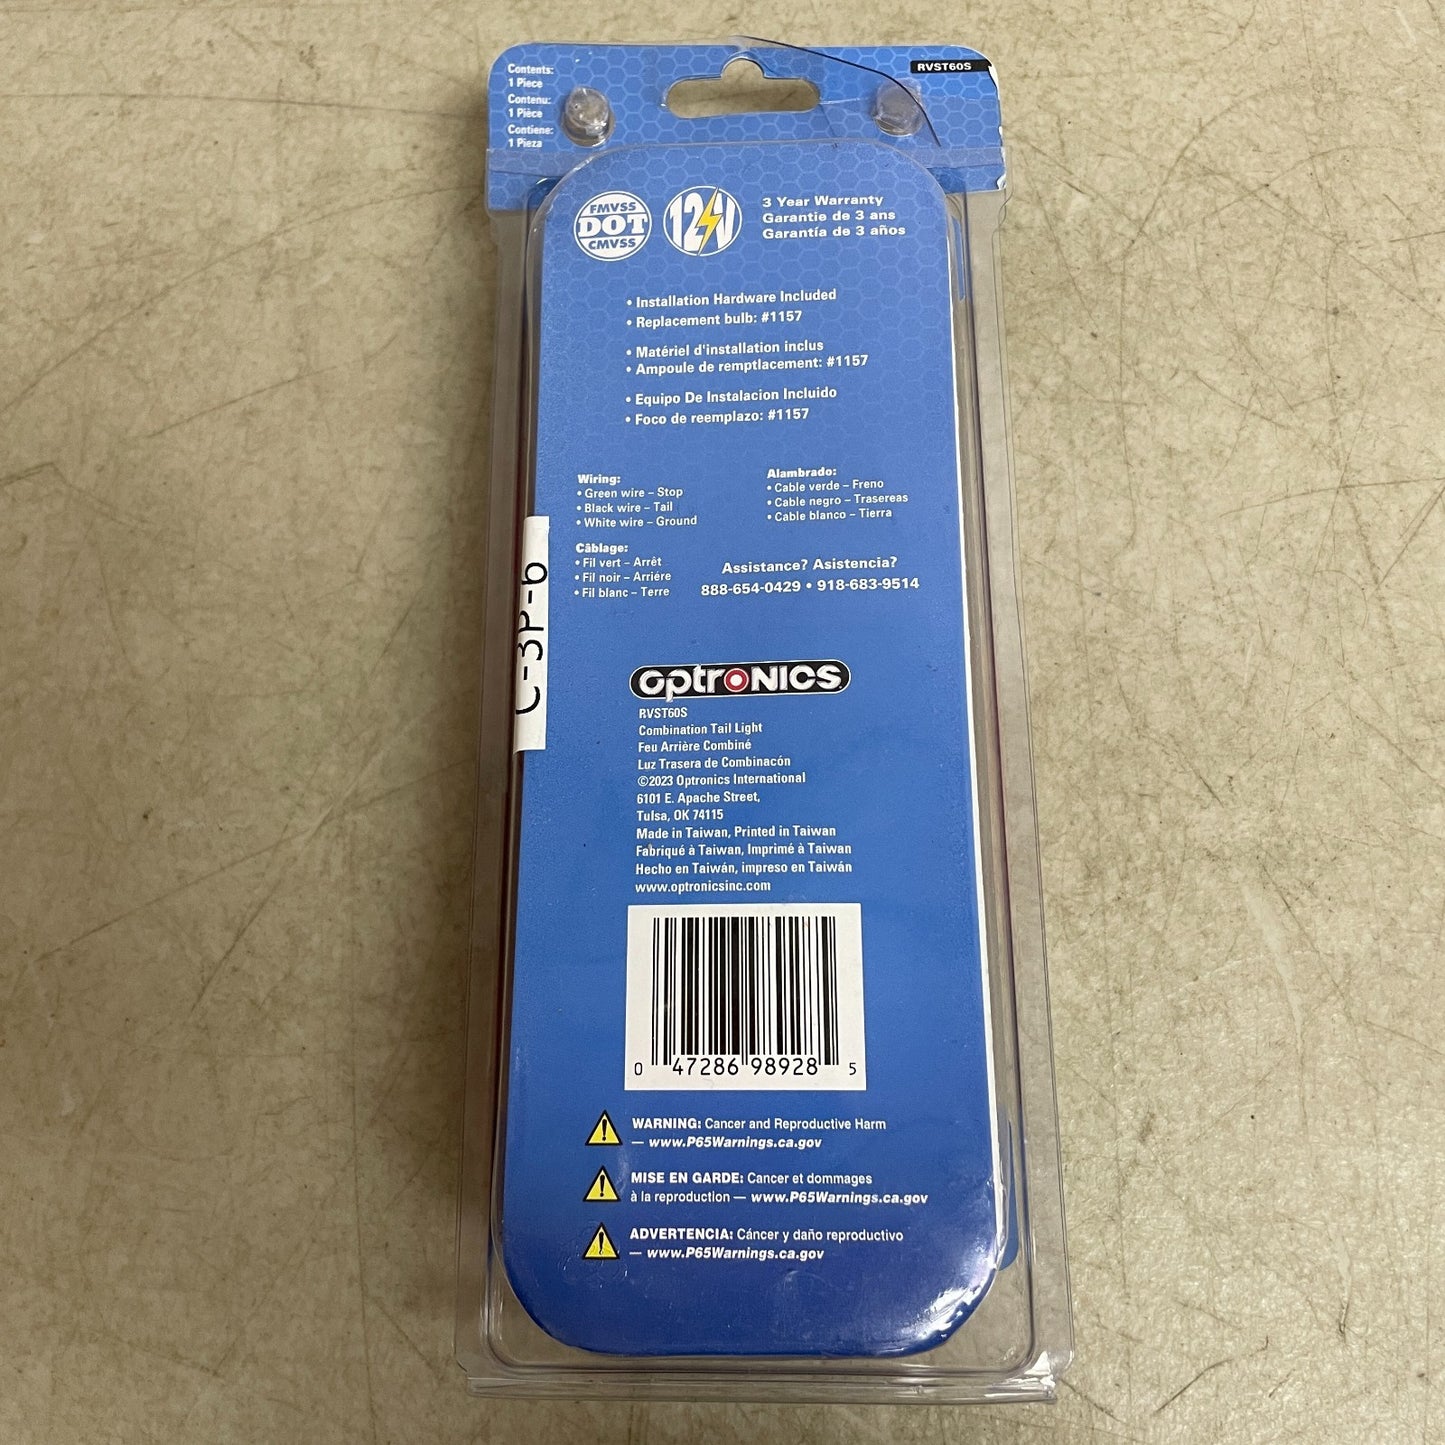 Contents:
1 Piece
Contenu:
1 Pièce
Contiene:
1 Pieza
RVST60S
FMVSS
DOT
CMVSS
12V
3 Year Warranty
Garantie de 3 ans
Garantía de 3 años
• Installation Hardware Included
• Replacement bulb: #1157
• Matériel d'installation inclus
• Ampoule de remptlacement: #1157
• Equipo De Instalacion Incluido
• Foco de reemplazo: #1157
Wiring:
• Green wire – Stop
• Black wire – Tail
• White wire – Ground
Alambrado:
• Cable verde – Freno
• Cable negro – Trasereas
• Cable blanco – Tierra
Câblage:
• Fil vert – Arrêt
• Fil noir – Arriére
• Fil blanc – Terre
Assistance? Asistencia?
888-654-0429 • 918-683-9514
C-3P-6
OptrONICS
RVST60S
Combination Tail Light
Feu Arrière Combiné
Luz Trasera de Combinacón
©2023 Optronics International
6101 E. Apache Street,
Tulsa, OK 74115
Made in Taiwan, Printed in Taiwan
Fabriqué à Taiwan, Imprimé à Taiwan
Hecho en Taiwán, impreso en Taiwán
www.optronicsinc.com
0 47286 98928 5
WARNING: Cancer and Reproductive Harm
— www.P65Warnings.ca.gov
MISE EN GARDE: Cancer et dommages
à la reproduction — www.P65Warnings.ca.gov
ADVERTENCIA: Cáncer y daño reproductivo
— www.P65Warnings.ca.gov